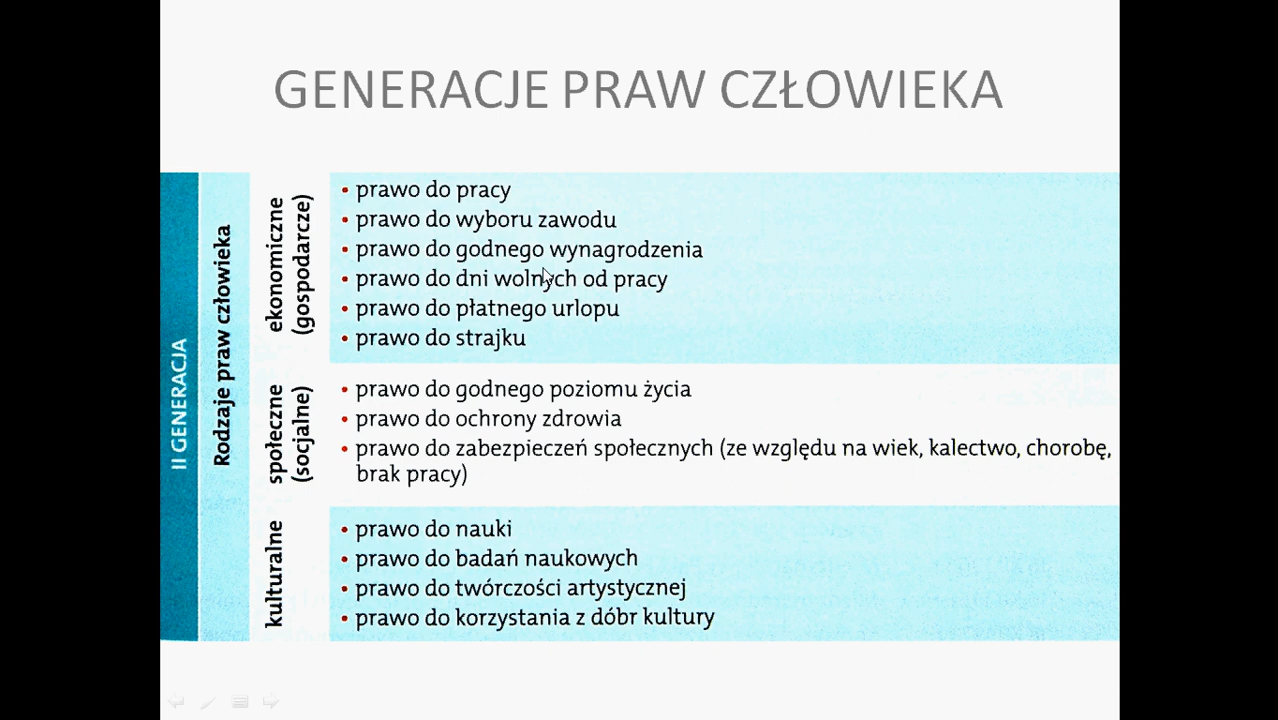 GENERACJE PRAW CZŁOWIEKA
II GENERACJA
Rodzaje praw człowieka
ekonomiczne
(gospodarcze)
• prawo do pracy
• prawo do wyboru zawodu
• prawo do godnego wynagrodzenia
• prawo do dni wolnych od pracy
• prawo do płatnego urlopu
• prawo do strajku
społeczne
(socjalne)
• prawo do godnego poziomu życia
• prawo do ochrony zdrowia
• prawo do zabezpieczeń społecznych (ze względu na wiek, kalectwo, chorobę,
brak pracy)
kulturalne
• prawo do nauki
• prawo do badań naukowych
• prawo do twórczości artystycznej
• prawo do korzystania z dóbr kultury